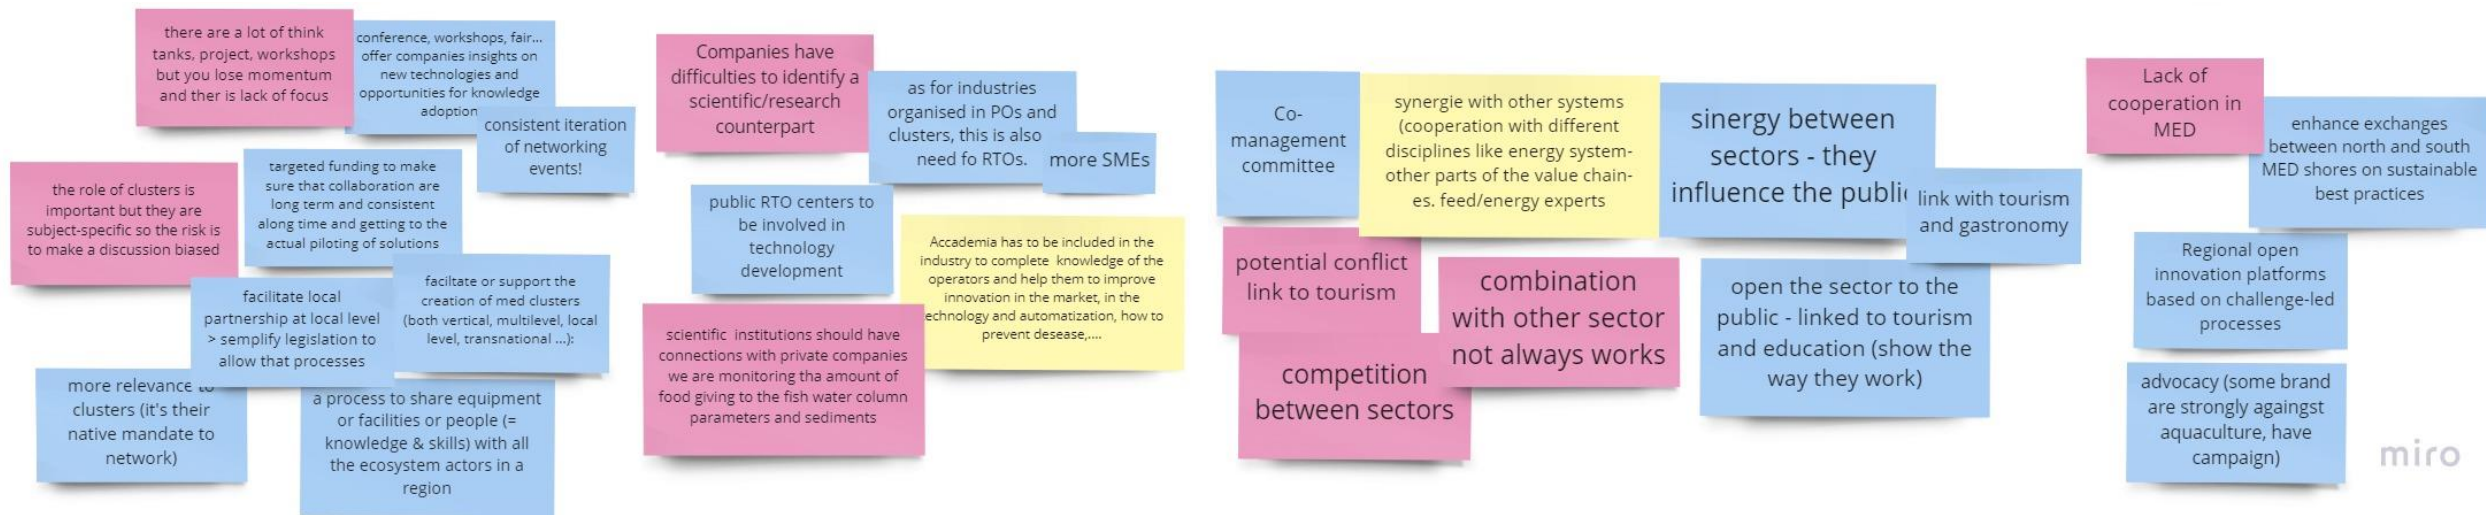 there are a lot of think
tanks, project, workshops
but you lose momentum
and ther is lack of focus
conference, workshops, fair...
offer companies insights on
new technologies and
opportunities for knowledge
adoption
consistent iteration
of networking
events!
the role of clusters is
important but they are
subject-specific so the risk is
to make a discussion biased
targeted funding to make
sure that collaboration are
long term and consistent
along time and getting to the
actual piloting of solutions
facilitate local
partnership at local level
> semplify legislation to
allow that processes
faciltate or support the
creation of med clusters
(both vertical, multilevel, local
level, transnational ...):
more relevance to
clusters (it's their
native mandate to
network)
a process to share equipment
or facilities or people (=
knowledge & skills) with all
the ecosystem actors in a
region
Companies have
difficulties to identify a
scientific/research
counterpart
as for industries
organised in POs and
clusters, this is also
need fo RTOs.
more SMEs
public RTO centers to
be involved in
technology
development
Accademia has to be included in the
industry to complete knowledge of the
operators and help them to improve
innovation in the market, in the
technology and automatization, how to
prevent desease,....
scientific institutions should have
connections with private companies
we are monitoring tha amount of
food giving to the fish water column
parameters and sediments
Co-
management
committee
synergie with other systems
(cooperation with different
disciplines like energy system-
other parts of the value chain-
es. feed/energy experts
sinergy between
sectors - they
influence the public
link with tourism
and gastronomy
potential conflict
link to tourism
combination
with other sector
not always works
competition
between sectors
open the sector to the
public - linked to tourism
and education (show the
way they work)
Lack of
cooperation in
MED
enhance exchanges
between north and south
MED shores on sustainable
best practices
Regional open
innovation platforms
based on challenge-led
processes
advocacy (some brand
are strongly againgst
aquaculture, have
campaign)
miro